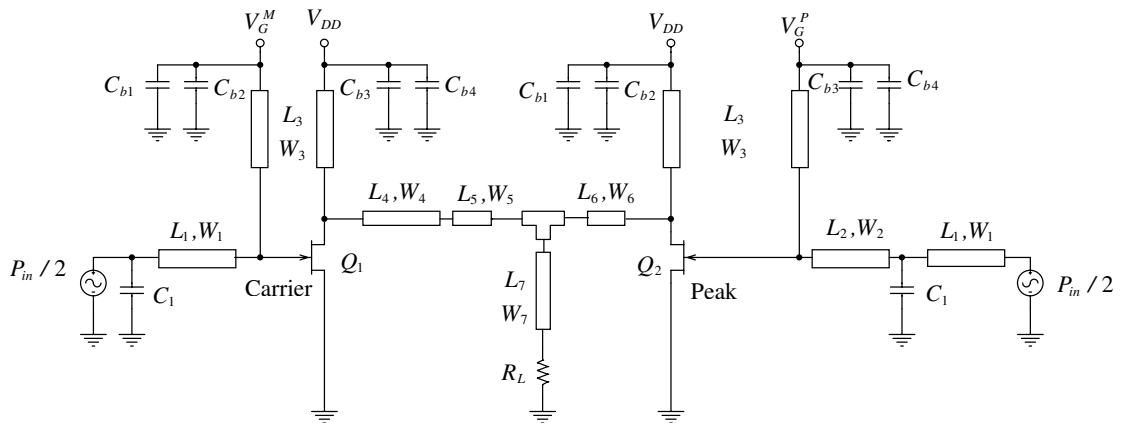 V_G^M
V_DD
V_DD
V_G^P
C_b1
C_b2
C_b3
C_b4
C_b1
C_b2
C_b3
C_b4
L_3
W_3
L_3
W_3
L_4,W_4
L_5,W_5
L_6,W_6
L_1,W_1
L_2,W_2
L_1,W_1
P_in / 2
C_1
Carrier
Q_1
Q_2
Peak
C_1
P_in / 2
L_7
W_7
R_L